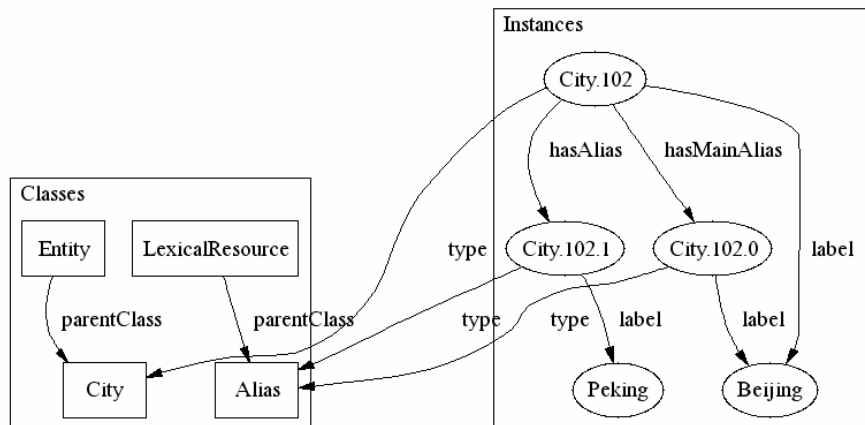 Instances
City.102
hasAlias
hasMainAlias
Classes
Entity
LexicalResource
City.102.1
City.102.0
type
label
parentClass
parentClass
type
type
label
label
City
Alias
Peking
Beijing